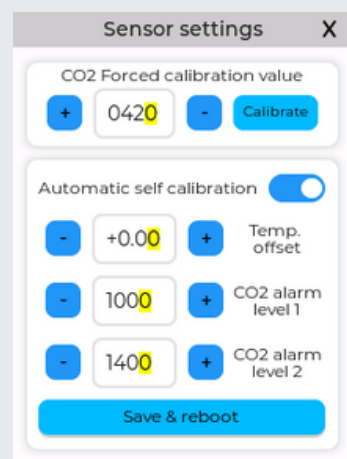 Sensor settings X
CO2 Forced calibration value
+ 0420 - Calibrate
Automatic self calibration
- +0.00 + Temp. offset
- 1000 + CO2 alarm level 1
- 1400 + CO2 alarm level 2
Save & reboot